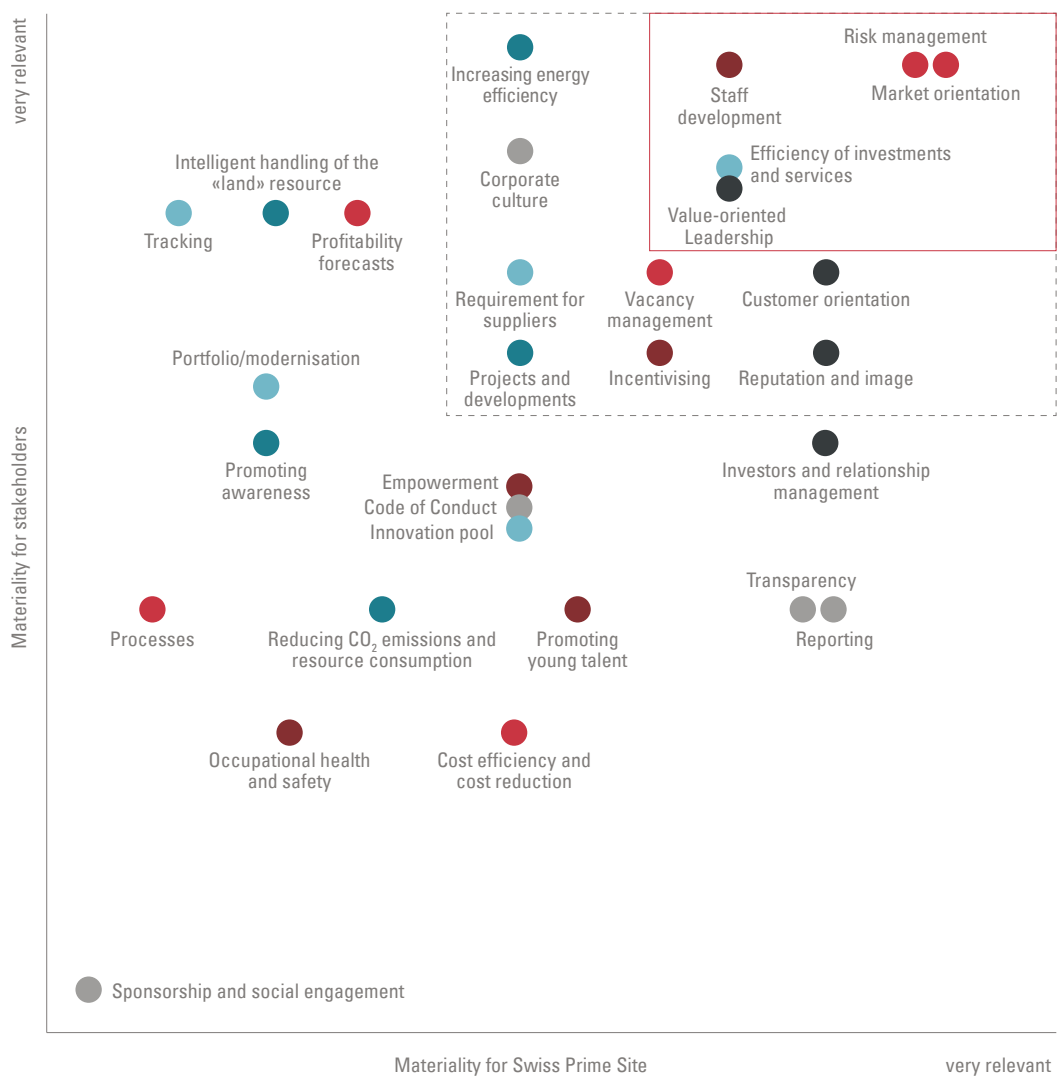 very relevant
Materiality for stakeholders
Increasing energy
efficiency
Risk management
Market orientation
Staff
development
Corporate
culture
Efficiency of investments
and services
Value-oriented
Leadership
Intelligent handling of the
«land» resource
Tracking
Profitability
forecasts
Requirement for
suppliers
Vacancy
management
Customer orientation
Portfolio/modernisation
Projects and
developments
Incentivising
Reputation and image
Promoting
awareness
Investors and relationship
management
Empowerment
Code of Conduct
Innovation pool
Processes
Reducing CO₂ emissions and
resource consumption
Promoting
young talent
Transparency
Reporting
Occupational health
and safety
Cost efficiency and
cost reduction
Sponsorship and social engagement
Materiality for Swiss Prime Site
very relevant